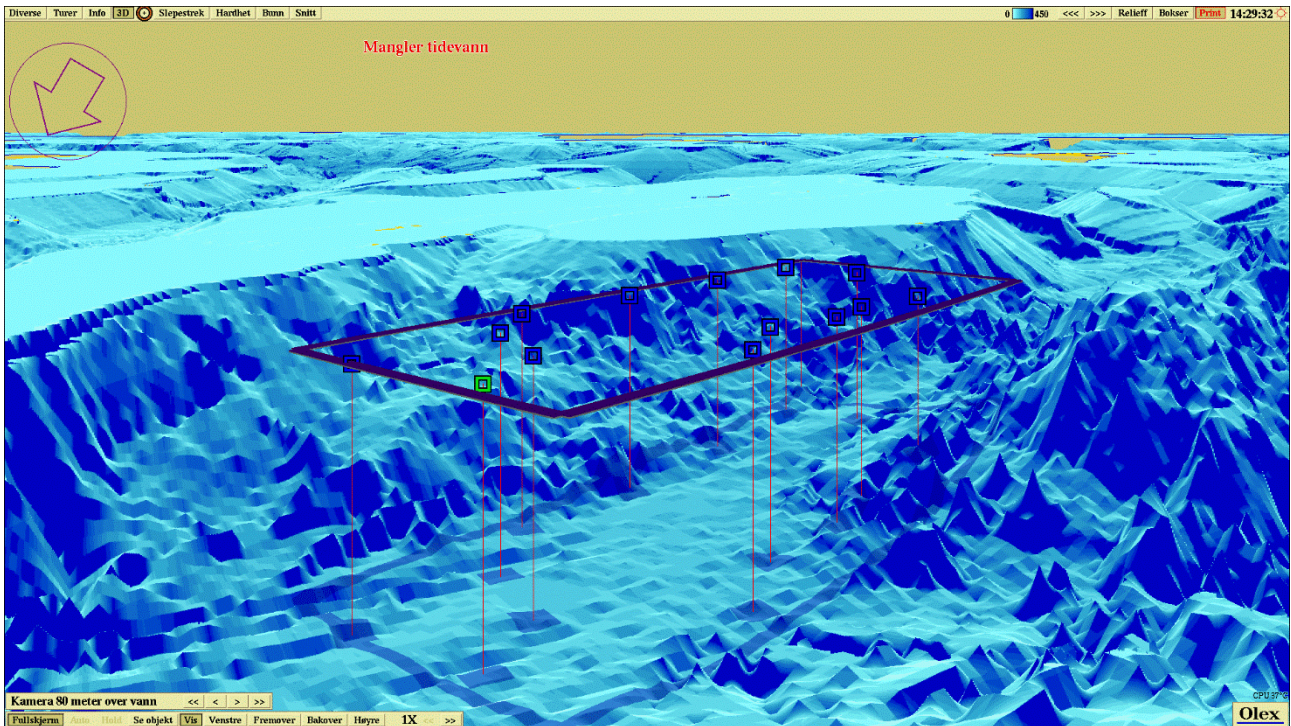 Diverse Turer Info 3D Slepestrek Hardhet Bunn Snitt 0 450 <<< >>> Relieff Bokser Print 14:29:32
Mangler tidevann
CPU 37°G
Kamera 80 meter over vann << < > >>
Fullskjerm Auto Hold Se objekt Vis Venstre Fremover Bakover Høyre 1X << >>
Olex